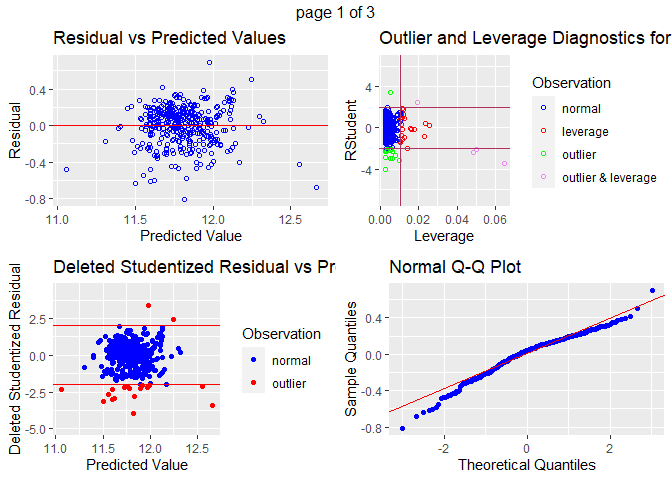 page 1 of 3
Residual vs Predicted Values
Residual
0.4
0.0
-0.4
-0.8
11.0 11.5 12.0 12.5
Predicted Value
Outlier and Leverage Diagnostics for
RStudent
4
0
-4
0.00 0.02 0.04 0.06
Leverage
Observation
normal
leverage
outlier
outlier & leverage
Deleted Studentized Residual vs Pr
Deleted Studentized Residual
2.5
0.0
-2.5
-5.0
11.0 11.5 12.0 12.5
Predicted Value
Observation
normal
outlier
Normal Q-Q Plot
Sample Quantiles
0.4
0.0
-0.4
-0.8
-2 0 2
Theoretical Quantiles